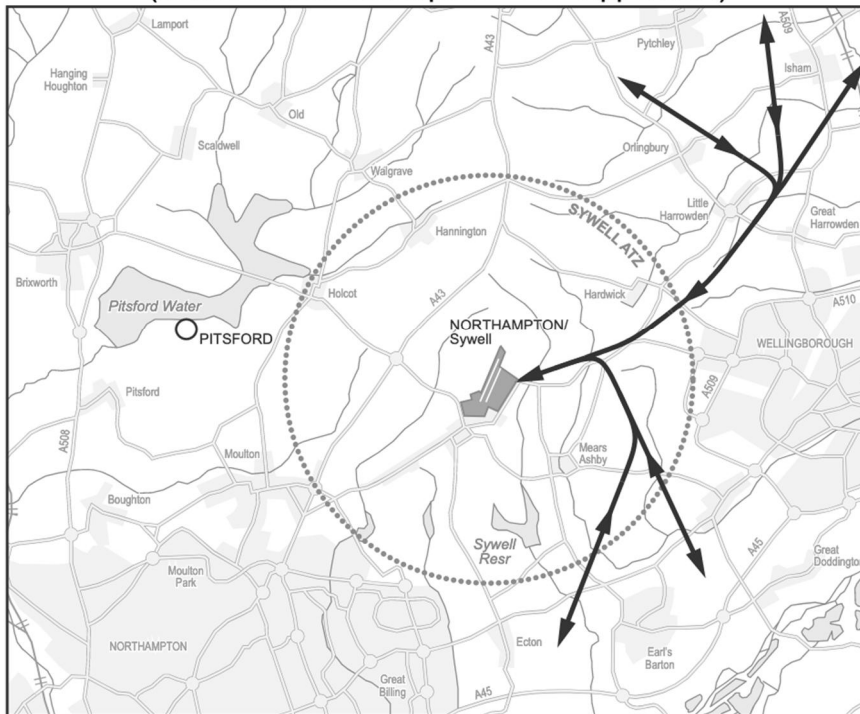 Lamport
A43
A509
Pytchley
Isham
Hanging
Houghton
Old
Scaldwell
Orlingbury
Walgrave
Little
Harrowden
SYWELL ATZ
Great
Harrowden
Hannington
Brixworth
Holcot
A43
Hardwick
A510
Pitsford Water
NORTHAMPTON/
Sywell
PITSFORD
WELLINGBOROUGH
A509
Pitsford
A508
Moulton
Mears
Ashby
Boughton
Sywell
Resr
A45
Great
Doddington
Moulton
Park
NORTHAMPTON
Ecton
Earl's
Barton
Great
Billing
A45